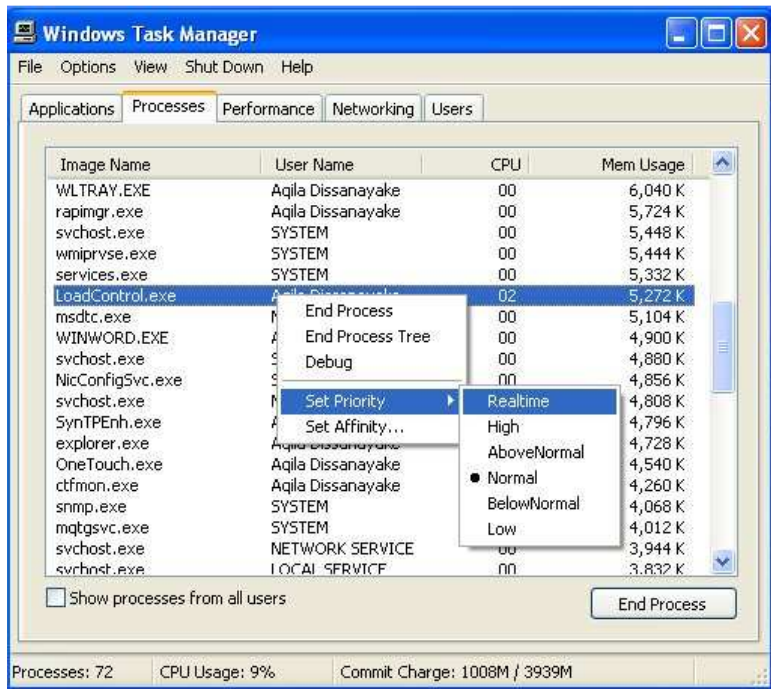 Windows Task Manager
File Options View Shut Down Help
Applications Processes Performance Networking Users
Image Name User Name CPU Mem Usage
WLTRAY.EXE Aqila Dissanayake 00 6,040 K
rapimgr.exe Aqila Dissanayake 00 5,724 K
svchost.exe SYSTEM 00 5,448 K
wmiprvse.exe SYSTEM 00 5,444 K
services.exe SYSTEM 00 5,332 K
LoadControl.exe Aqila Dissanayake 02 5,272 K
msdtc.exe 00 5,104 K
WINWORD.EXE 00 4,900 K
svchost.exe 00 4,880 K
NicConfigSvc.exe 00 4,856 K
svchost.exe 4,808 K
SynTPEnh.exe 4,796 K
explorer.exe Aqila Dissanayake 4,728 K
OneTouch.exe Aqila Dissanayake 4,540 K
ctfmon.exe Aqila Dissanayake 4,260 K
snmp.exe SYSTEM 4,068 K
mqtgsvc.exe SYSTEM 4,012 K
svchost.exe NETWORK SERVICE 00 3,944 K
svchost.exe LOCAL SERVICE 00 3,832 K
End Process
End Process Tree
Debug
Set Priority
Set Affinity...
Realtime
High
AboveNormal
Normal
BelowNormal
Low
Show processes from all users
End Process
Processes: 72 CPU Usage: 9% Commit Charge: 1008M / 3939M